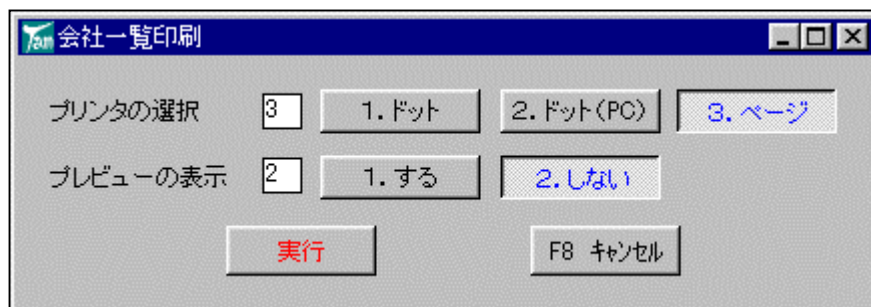 Tam 会社一覧印刷
プリンタの選択 3 1.ドット 2.ドット(PC) 3.ページ
プレビューの表示 2 1.する 2.しない
実行 F8 キャンセル